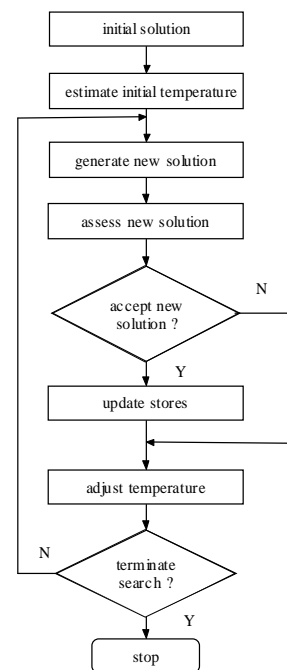 initial solution
estimate initial temperature
generate new solution
assess new solution
accept new
solution ?
N
Y
update stores
adjust temperature
N
terminate
search ?
Y
stop